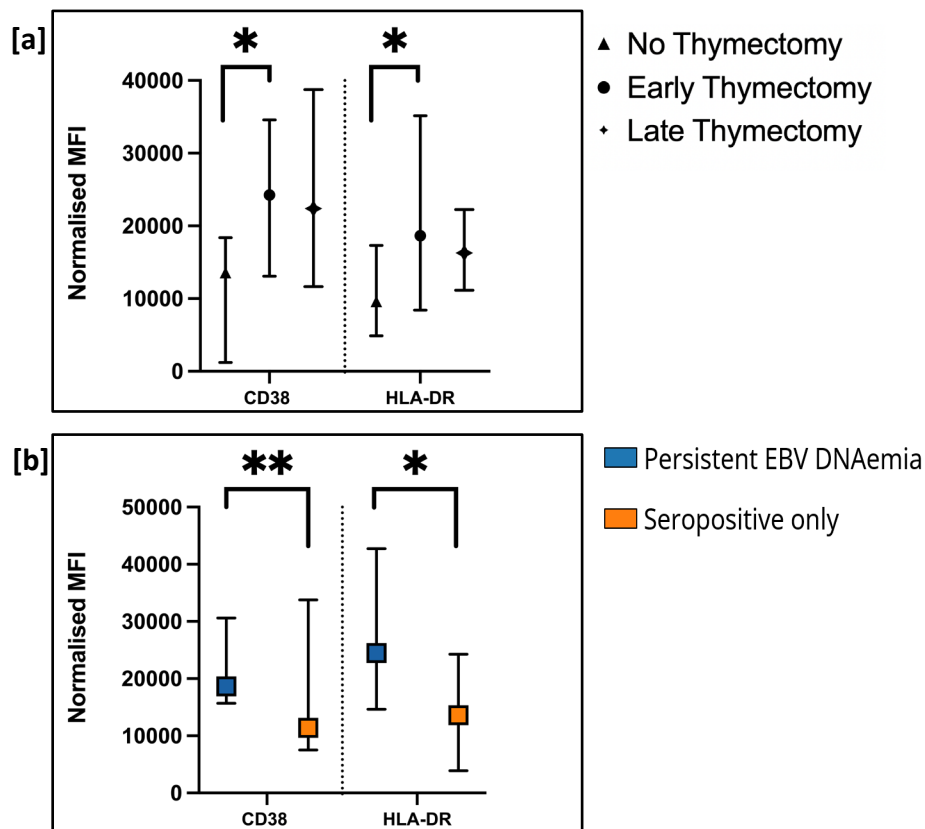 [a]
* *
40000
30000
20000
10000
0
Normalised MFI
CD38 HLA-DR
No Thymectomy
Early Thymectomy
Late Thymectomy
[b]
** *
50000
40000
30000
20000
10000
0
Normalised MFI
CD38 HLA-DR
Persistent EBV DNAemia
Seropositive only